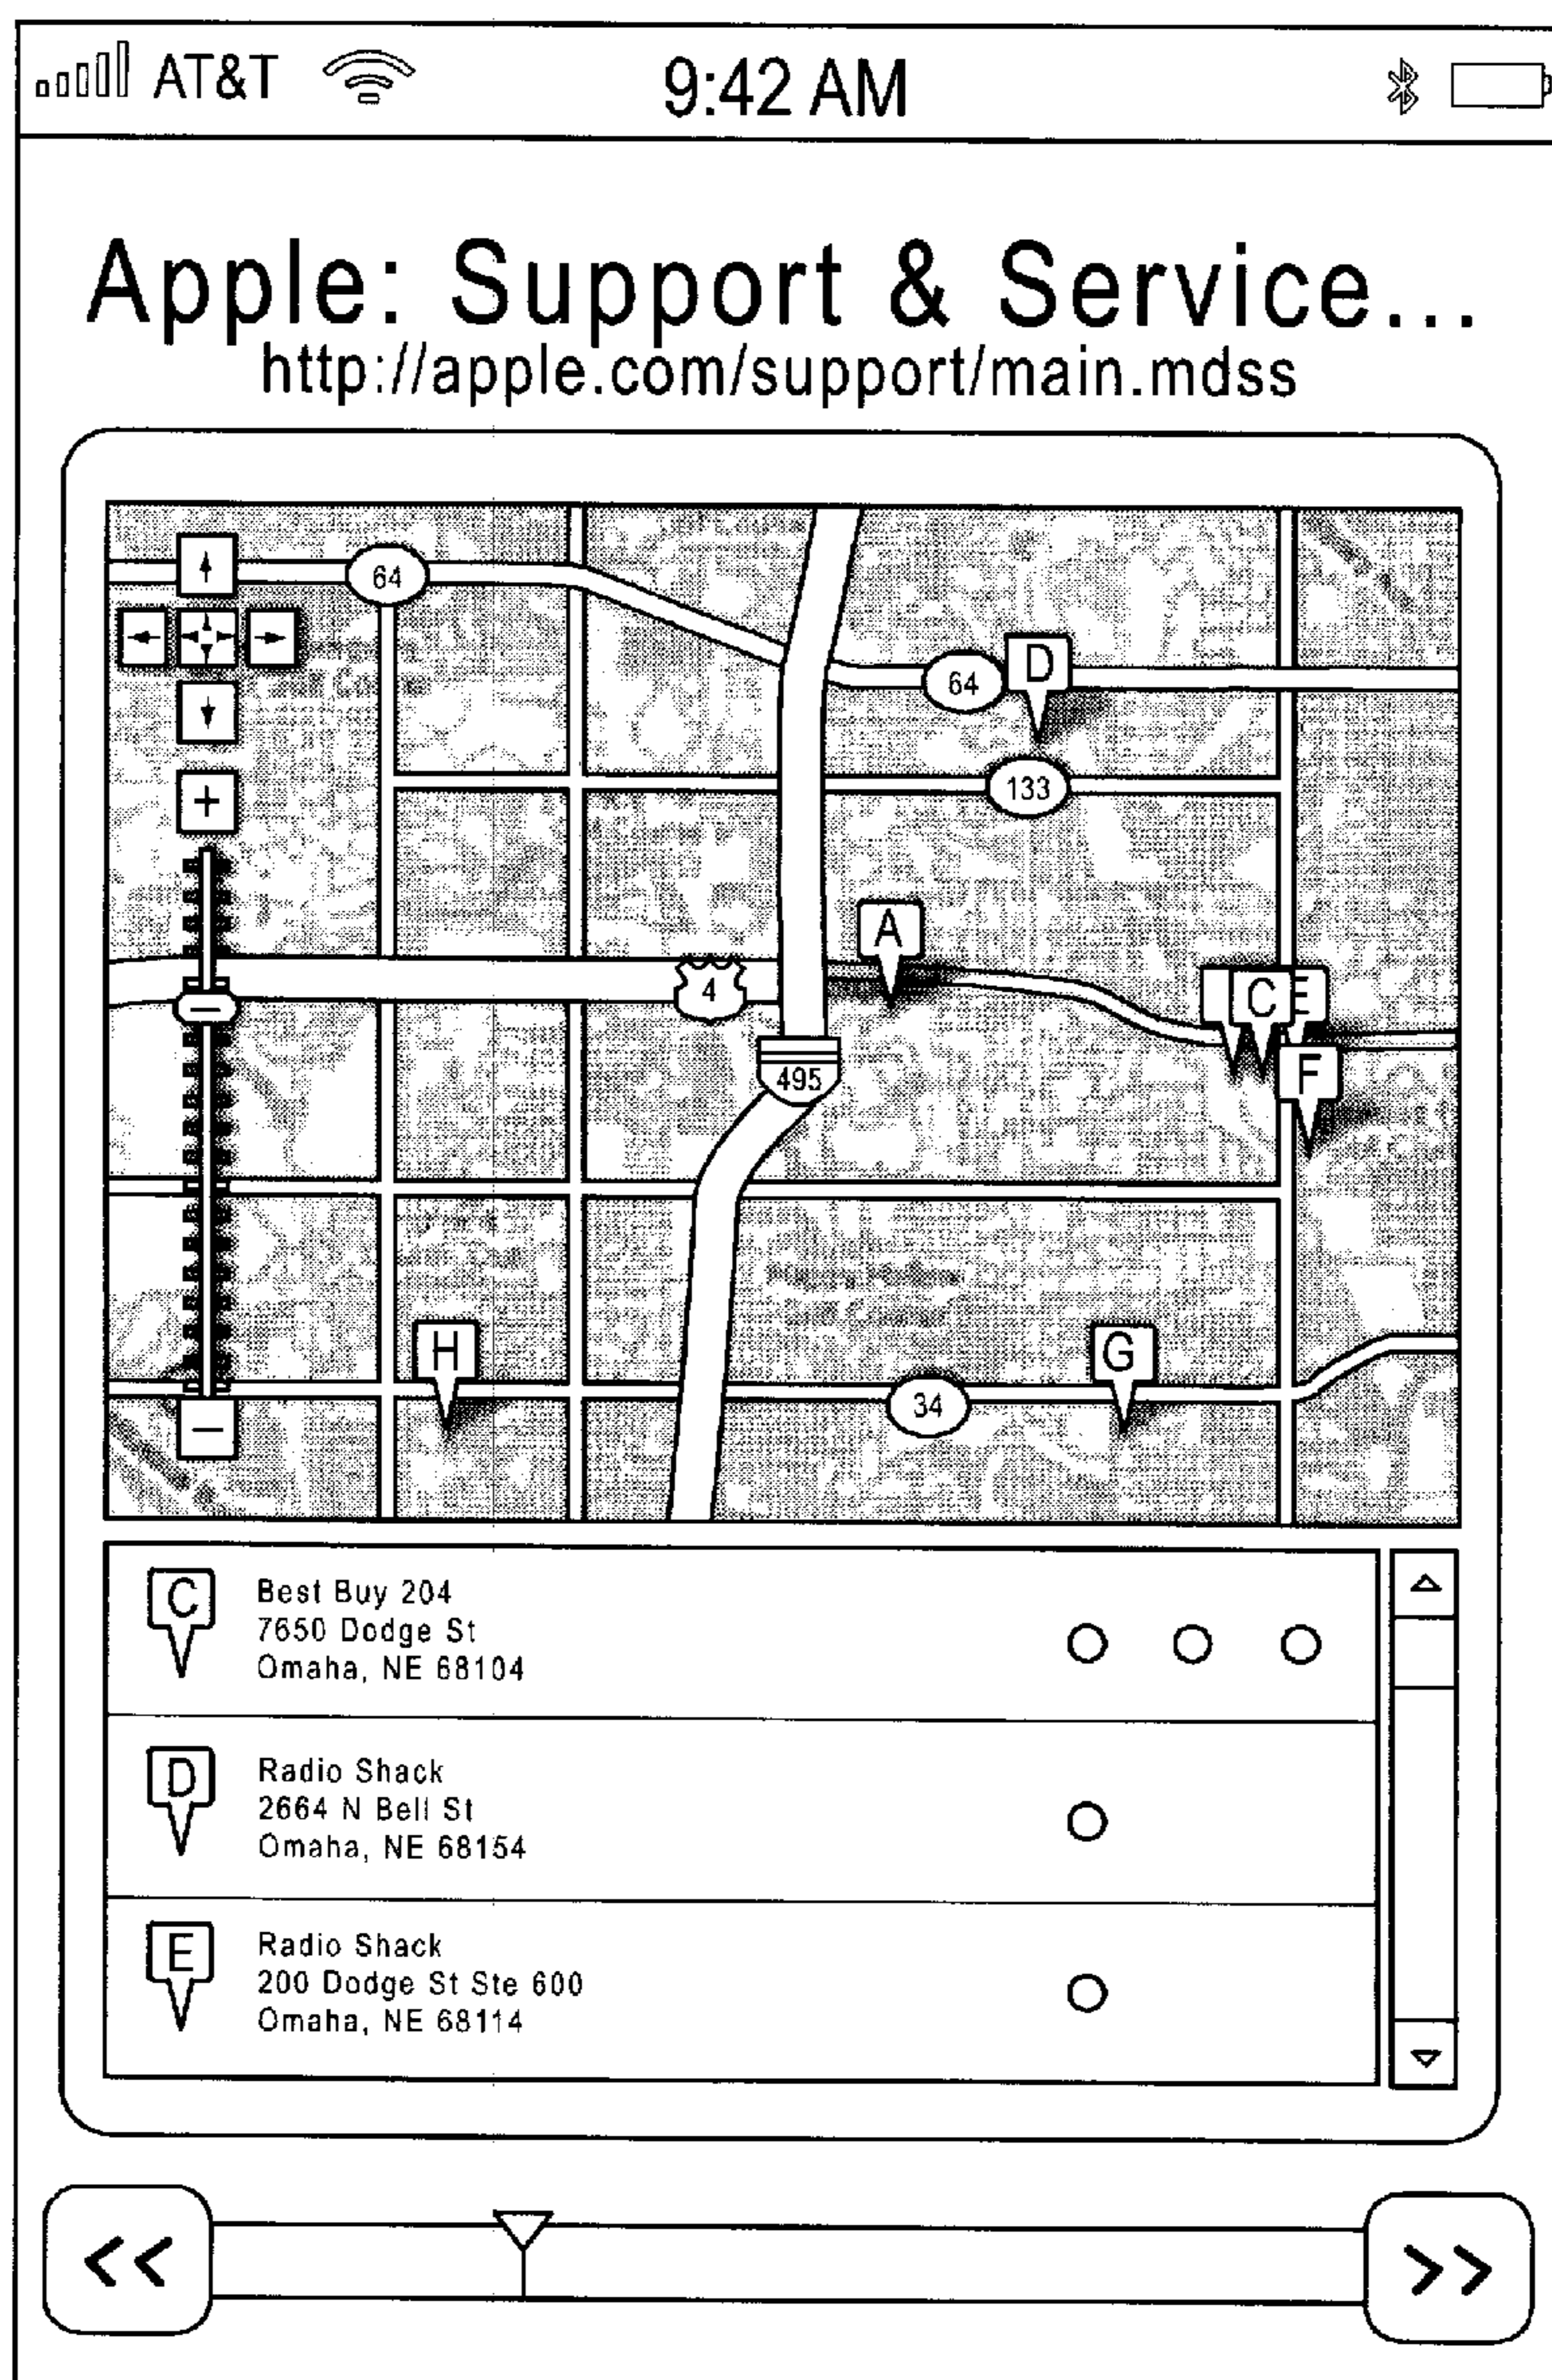 AT&T 9:42 AM
Apple: Support & Service...
http://apple.com/support/main.mdss
64
64
D
133
A
4
C
E
495
F
H
G
34
C
Best Buy 204
7650 Dodge St
Omaha, NE 68104
D
Radio Shack
2664 N Bell St
Omaha, NE 68154
E
Radio Shack
200 Dodge St Ste 600
Omaha, NE 68114
<< >>